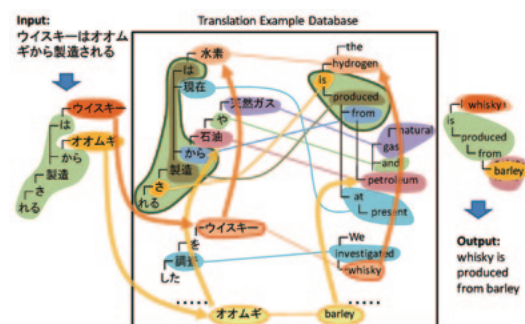 Input:
ウイスキーはオオム
ギから製造される
ウイスキー
は
オオムギ
から
製造
さ
れる
Translation Example Database
水素
は
現在
天然ガス
や
石油
から
製造
さ
れる
ウイスキー
を
調査
した
.....
オオムギ
the
hydrogen
is
produced
from
natural
gas
and
petroleum
at
present
We
investigated
whisky
.....
barley
whisky
is
produced
from
barley
Output:
whisky is
produced
from barley